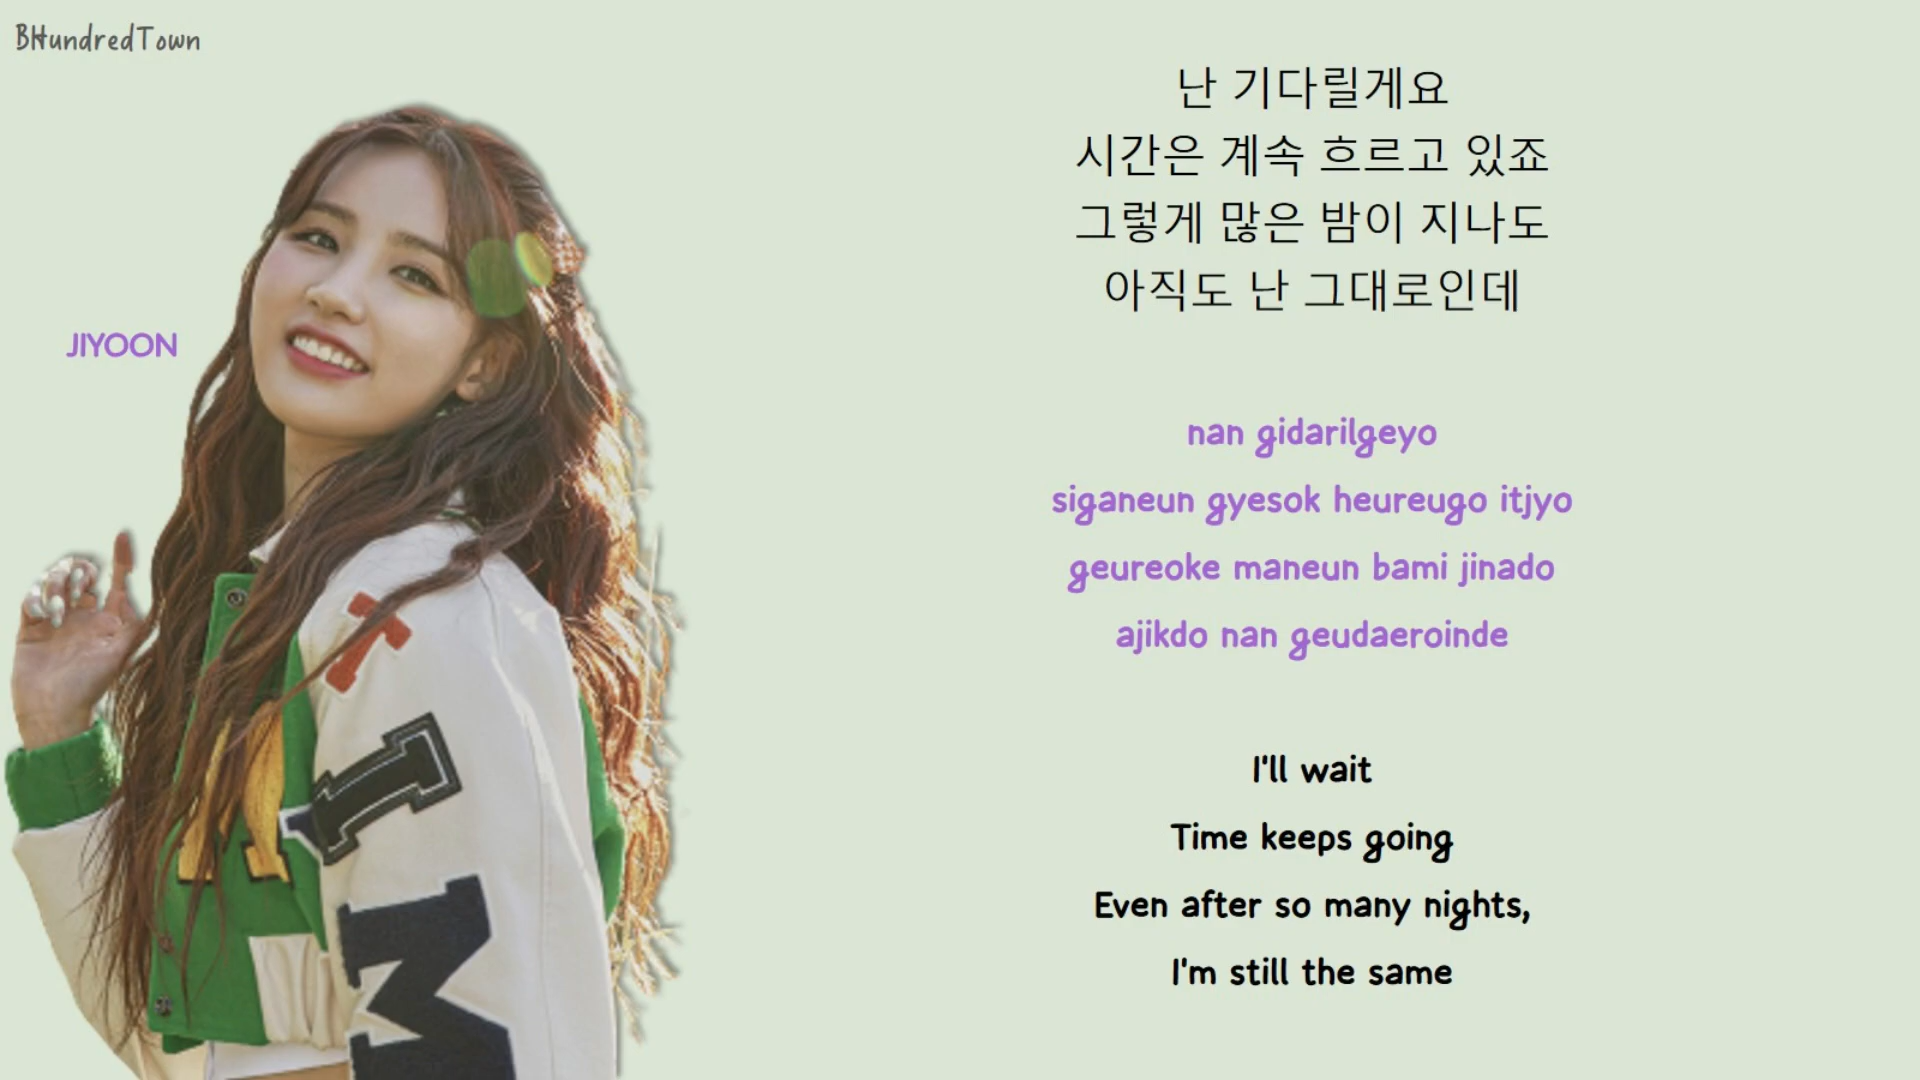 BHundredTown
난 기다릴게요
시간은 계속 흐르고 있죠
그렇게 많은 밤이 지나도
아직도 난 그대로인데
JIYOON
nan gidarilgeyo
siganeun gyesok heureugo itjyo
geureoke maneun bami jinado
ajikdo nan geudaeroinde
I'll wait
Time keeps going
Even after so many nights,
I'm still the same
T
I
M